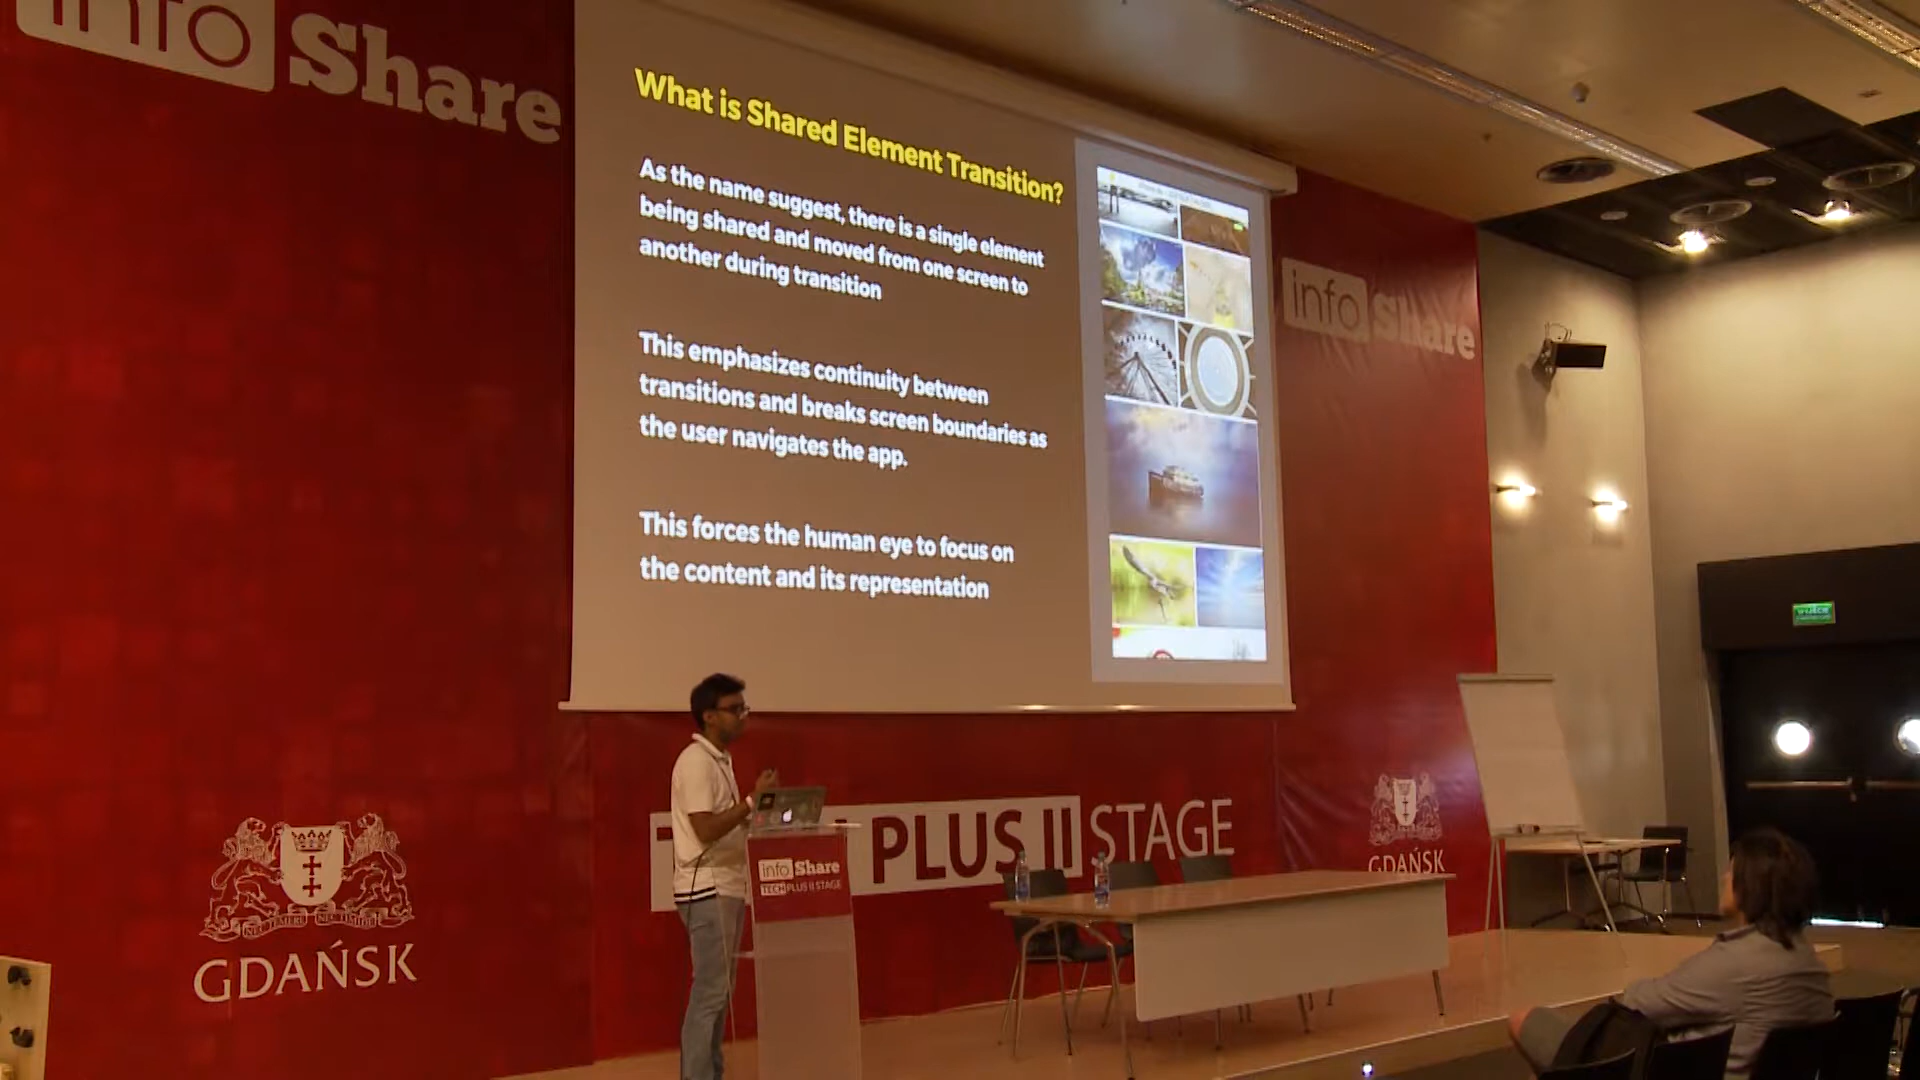 info Share
What is Shared Element Transition?
As the name suggest, there is a single element
being shared and moved from one screen to
another during transition
This emphasizes continuity between
transitions and breaks screen boundaries as
the user navigates the app.
This forces the human eye to focus on
the content and its representation
info Share
PLUS II STAGE
info Share
TECH PLUS II STAGE
GDAŃSK
GDAŃSK